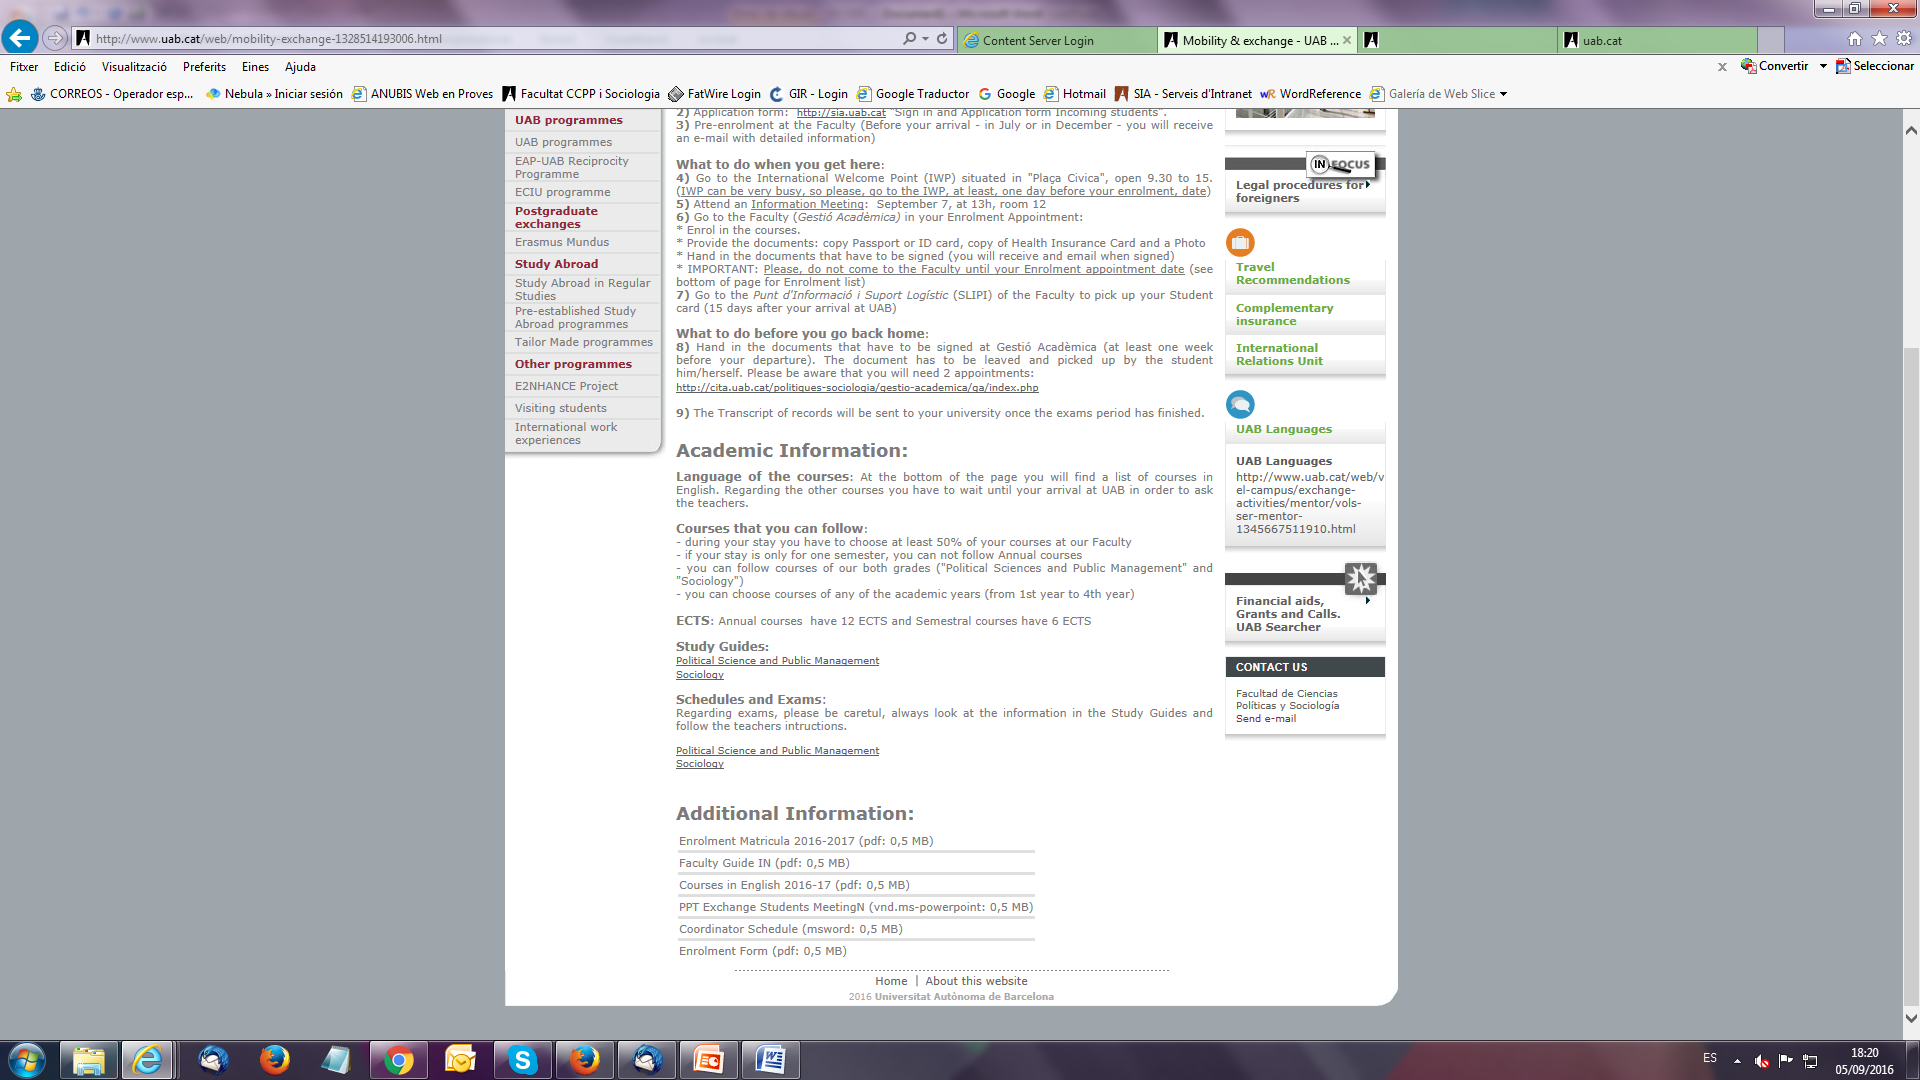 http://www.uab.cat/web/mobility-exchange-1328514193006.html
Content Server Login
Mobility & exchange - UAB ...
uab.cat
Fitxer
Edició
Visualització
Preferits
Eines
Ajuda
x
Convertir
Seleccionar
CORREOS - Operador esp...
Nebula » Iniciar sesión
ANUBIS Web en Proves
Facultat CCPP i Sociologia
FatWire Login
GIR - Login
Google Traductor
Google
Hotmail
SIA - Serveis d'Intranet
WordReference
Galería de Web Slice
UAB programmes
UAB programmes
EAP-UAB Reciprocity
Programme
ECIU programme
Postgraduate
exchanges
Erasmus Mundus
Study Abroad
Study Abroad in Regular
Studies
Pre-established Study
Abroad programmes
Tailor Made programmes
Other programmes
E2NHANCE Project
Visiting students
International work
experiences
2) Application form: http://sia.uab.cat "Sign in and Application form Incoming students".
3) Pre-enrolment at the Faculty (Before your arrival - in July or in December - you will receive
an e-mail with detailed information)
What to do when you get here:
4) Go to the International Welcome Point (IWP) situated in "Plaça Civica", open 9.30 to 15.
(IWP can be very busy, so please, go to the IWP, at least, one day before your enrolment, date)
5) Attend an Information Meeting: September 7, at 13h, room 12
6) Go to the Faculty (Gestió Acadèmica) in your Enrolment Appointment:
* Enrol in the courses.
* Provide the documents: copy Passport or ID card, copy of Health Insurance Card and a Photo
* Hand in the documents that have to be signed (you will receive and email when signed)
* IMPORTANT: Please, do not come to the Faculty until your Enrolment appointment date (see
bottom of page for Enrolment list)
7) Go to the Punt d'Informació i Suport Logístic (SLIPI) of the Faculty to pick up your Student
card (15 days after your arrival at UAB)
What to do before you go back home:
8) Hand in the documents that have to be signed at Gestió Acadèmica (at least one week
before your departure). The document has to be leaved and picked up by the student
him/herself. Please be aware that you will need 2 appointments:
http://cita.uab.cat/politiques-sociologia/gestio-academica/qa/index.php
9) The Transcript of records will be sent to your university once the exams period has finished.
Academic Information:
Language of the courses: At the bottom of the page you will find a list of courses in
English. Regarding the other courses you have to wait until your arrival at UAB in order to ask
the teachers.
Courses that you can follow:
- during your stay you have to choose at least 50% of your courses at our Faculty
- if your stay is only for one semester, you can not follow Annual courses
- you can follow courses of our both grades ("Political Sciences and Public Management" and
"Sociology")
- you can choose courses of any of the academic years (from 1st year to 4th year)
ECTS: Annual courses have 12 ECTS and Semestral courses have 6 ECTS
Study Guides:
Political Science and Public Management
Sociology
Schedules and Exams:
Regarding exams, please be caretul, always look at the information in the Study Guides and
follow the teachers intructions.
Political Science and Public Management
Sociology
Additional Information:
Enrolment Matricula 2016-2017 (pdf: 0,5 MB)
Faculty Guide IN (pdf: 0,5 MB)
Courses in English 2016-17 (pdf: 0,5 MB)
PPT Exchange Students MeetingN (vnd.ms-powerpoint: 0,5 MB)
Coordinator Schedule (msword: 0,5 MB)
Enrolment Form (pdf: 0,5 MB)
Home | About this website
2016 Universitat Autònoma de Barcelona
IN FOCUS
Legal procedures for
foreigners
Travel
Recommendations
Complementary
insurance
International
Relations Unit
UAB Languages
UAB Languages
http://www.uab.cat/web/v
el-campus/exchange-
activities/mentor/vols-
ser-mentor-
1345667511910.html
Financial aids,
Grants and Calls.
UAB Searcher
CONTACT US
Facultad de Ciencias
Políticas y Sociología
Send e-mail
ES
18:20
05/09/2016